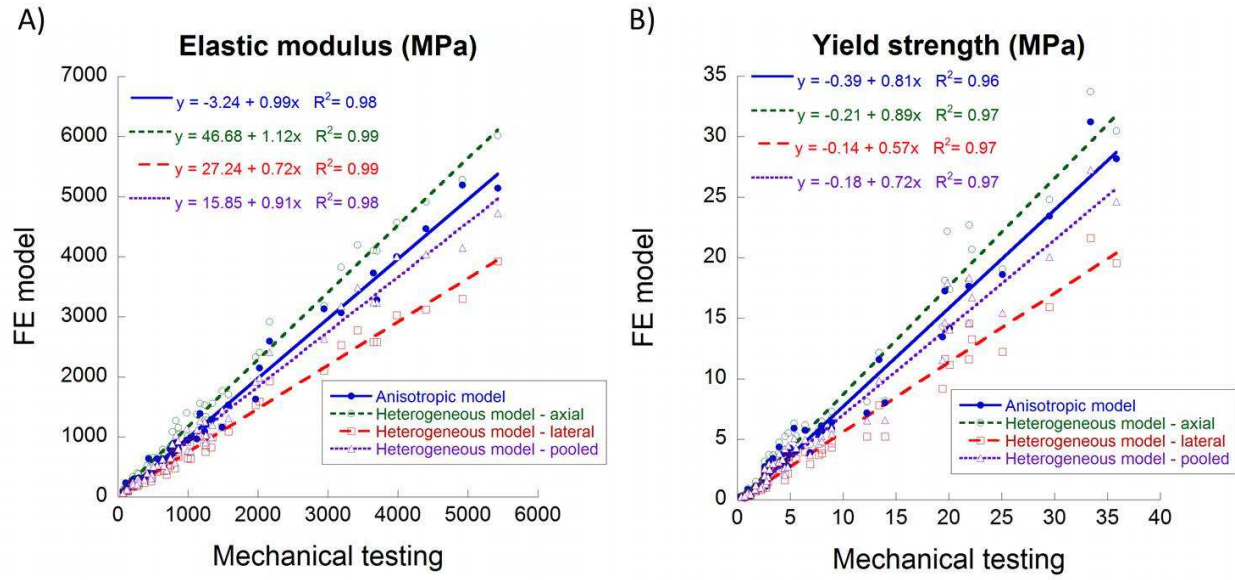 A)
Elastic modulus (MPa)
7000
6000
5000
4000
3000
2000
1000
0
FE model
y = -3.24 + 0.99x R² = 0.98
y = 46.68 + 1.12x R² = 0.99
y = 27.24 + 0.72x R² = 0.99
y = 15.85 + 0.91x R² = 0.98
Anisotropic model
Heterogeneous model - axial
Heterogeneous model - lateral
Heterogeneous model - pooled
0 1000 2000 3000 4000 5000 6000
Mechanical testing
B)
Yield strength (MPa)
35
30
25
20
15
10
5
0
FE model
y = -0.39 + 0.81x R² = 0.96
y = -0.21 + 0.89x R² = 0.97
y = -0.14 + 0.57x R² = 0.97
y = -0.18 + 0.72x R² = 0.97
Anisotropic model
Heterogeneous model - axial
Heterogeneous model - lateral
Heterogeneous model - pooled
0 5 10 15 20 25 30 35 40
Mechanical testing